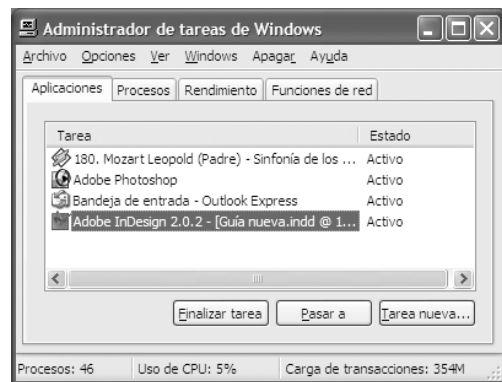 Administrador de tareas de Windows
Archivo Opciones Ver Windows Apagar Ayuda
Aplicaciones Procesos Rendimiento Funciones de red
Tarea Estado
180. Mozart Leopold (Padre) - Sinfonía de los ... Activo
Adobe Photoshop Activo
Bandeja de entrada - Outlook Express Activo
Adobe InDesign 2.0.2 - [Guía nueva.indd @ 1... Activo
Finalizar tarea Pasar a Tarea nueva...
Procesos: 46 Uso de CPU: 5% Carga de transacciones: 354M